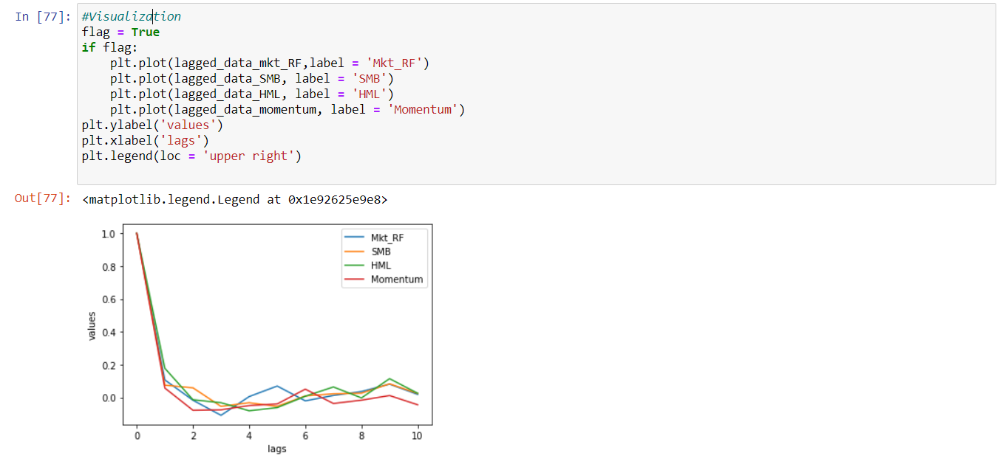 In [77]: #Visualization
flag = True
if flag:
    plt.plot(lagged_data_mkt_RF,label = 'Mkt_RF')
    plt.plot(lagged_data_SMB, label = 'SMB')
    plt.plot(lagged_data_HML, label = 'HML')
    plt.plot(lagged_data_momentum, label = 'Momentum')
plt.ylabel('values')
plt.xlabel('lags')
plt.legend(loc = 'upper right')
Out[77]: <matplotlib.legend.Legend at 0x1e92625e9e8>
1.0
0.8
0.6
0.4
0.2
0.0
values
Mkt_RF
SMB
HML
Momentum
0 2 4 6 8 10
lags